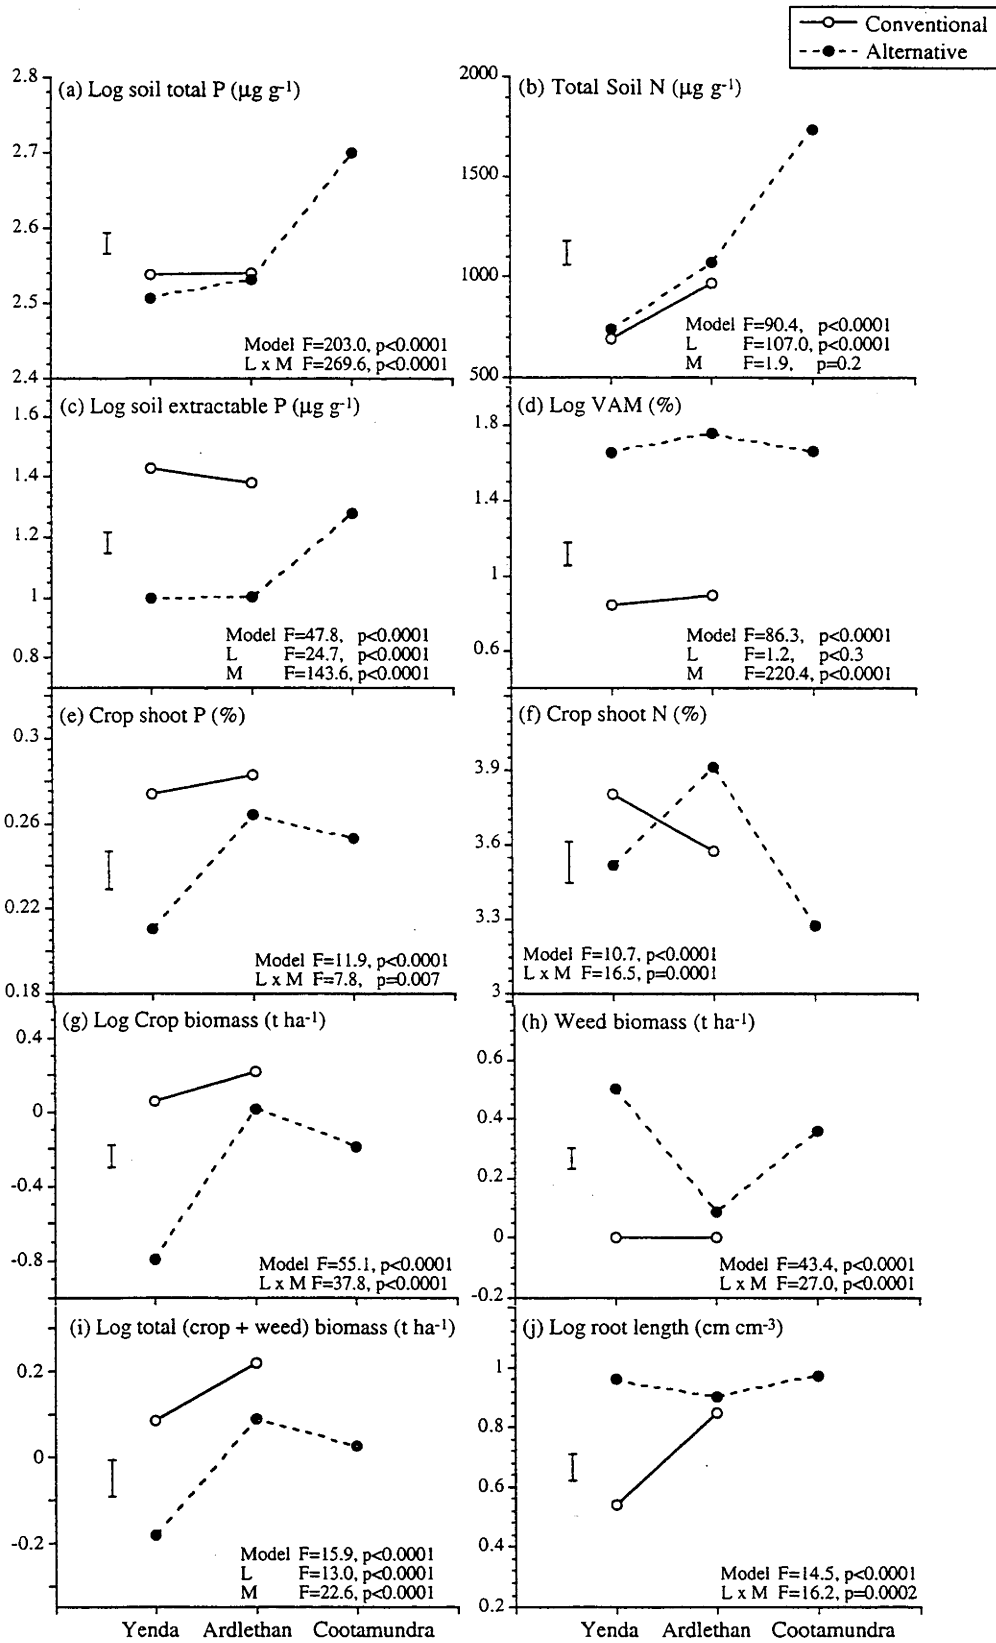 Conventional
Alternative
(a) Log soil total P (µg g-1)
2.8
2.7
2.6
2.5
2.4
Model F=203.0, p<0.0001
L x M F=269.6, p<0.0001
(b) Total Soil N (µg g-1)
2000
1500
1000
500
Model F=90.4, p<0.0001
L F=107.0, p<0.0001
M F=1.9, p=0.2
(c) Log soil extractable P (µg g-1)
1.6
1.4
1.2
1
0.8
Model F=47.8, p<0.0001
L F=24.7, p<0.0001
M F=143.6, p<0.0001
(d) Log VAM (%)
1.8
1.4
1
0.6
Model F=86.3, p<0.0001
L F=1.2, p<0.3
M F=220.4, p<0.0001
(e) Crop shoot P (%)
0.3
0.26
0.22
0.18
Model F=11.9, p<0.0001
L x M F=7.8, p=0.007
(f) Crop shoot N (%)
3.9
3.6
3.3
3
Model F=10.7, p<0.0001
L x M F=16.5, p=0.0001
(g) Log Crop biomass (t ha-1)
0.4
0
-0.4
-0.8
Model F=55.1, p<0.0001
L x M F=37.8, p<0.0001
(h) Weed biomass (t ha-1)
0.6
0.4
0.2
0
-0.2
Model F=43.4, p<0.0001
L x M F=27.0, p<0.0001
(i) Log total (crop + weed) biomass (t ha-1)
0.2
0
-0.2
Model F=15.9, p<0.0001
L F=13.0, p<0.0001
M F=22.6, p<0.0001
(j) Log root length (cm cm-3)
1
0.8
0.6
0.4
0.2
Model F=14.5, p<0.0001
L x M F=16.2, p=0.0002
Yenda Ardlethan Cootamundra
Yenda Ardlethan Cootamundra